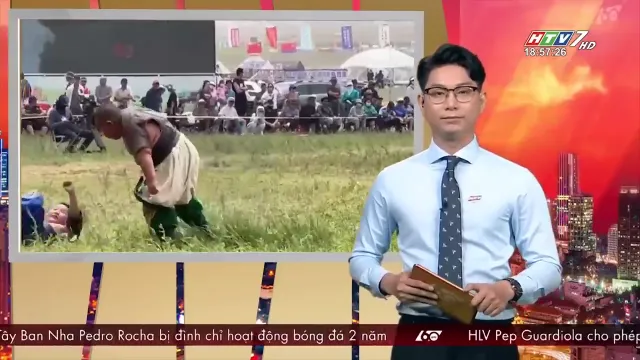 HTV7 HD
18:57:26
Tây Ban Nha Pedro Rocha bị đình chỉ hoạt động bóng đá 2 năm
60
HLV Pep Guardiola cho phép